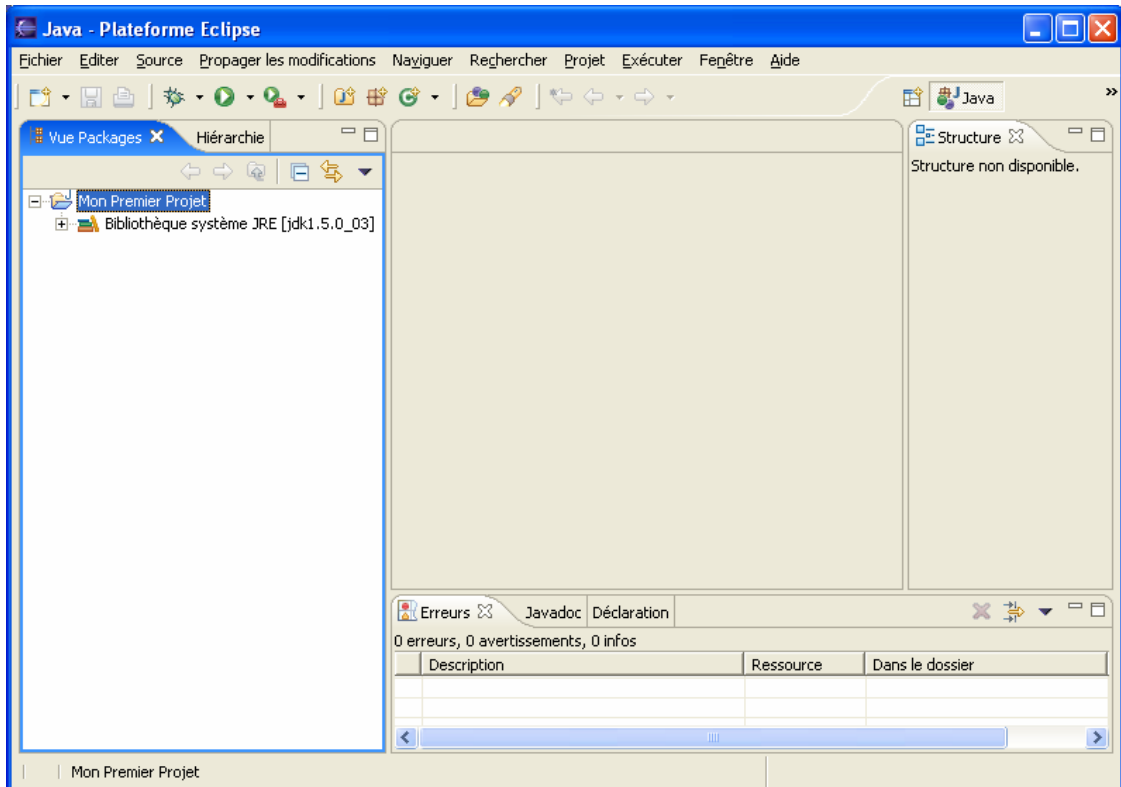 Java - Plateforme Eclipse
Fichier Editer Source Propager les modifications Naviguer Rechercher Projet Exécuter Fenêtre Aide
Java
»
Vue Packages Hiérarchie
Structure
Structure non disponible.
Mon Premier Projet
Bibliothèque système JRE [jdk1.5.0_03]
Erreurs Javadoc Déclaration
0 erreurs, 0 avertissements, 0 infos
Description Ressource Dans le dossier
Mon Premier Projet